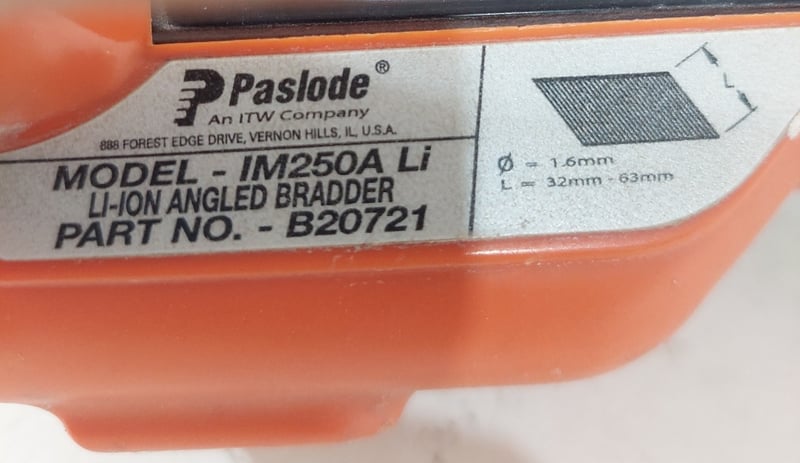 Paslode®
An ITW Company
888 FOREST EDGE DRIVE, VERNON HILLS, IL, U.S.A.
MODEL - IM250A Li
LI-ION ANGLED BRADDER
PART NO. - B20721
L
Ø = 1.6mm
L = 32mm - 63mm